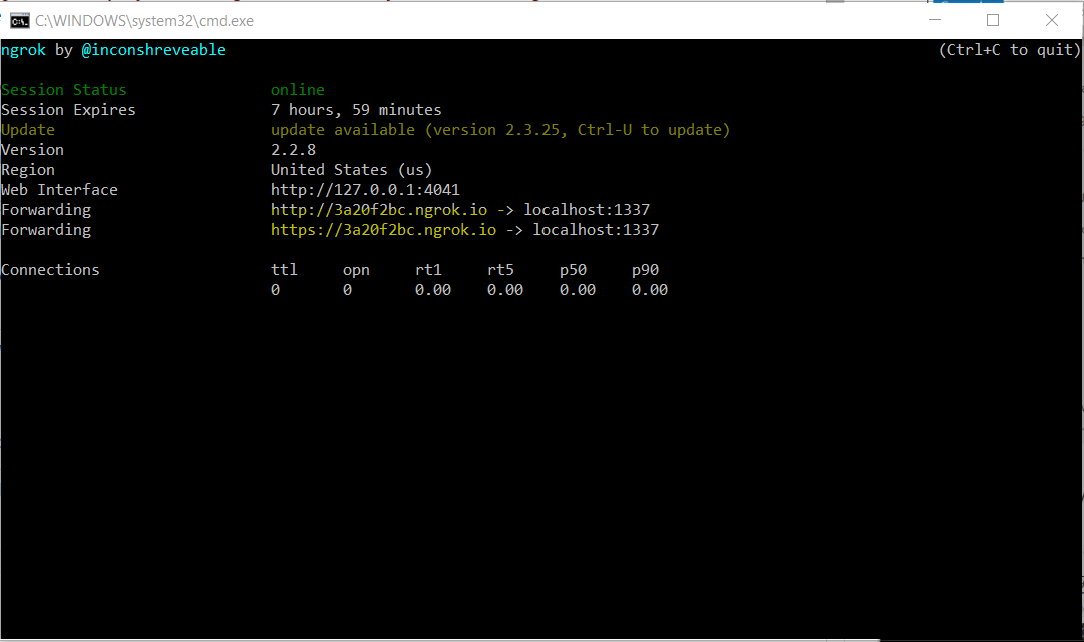 C:\WINDOWS\system32\cmd.exe
ngrok by @inconshreveable (Ctrl+C to quit)
Session Status online
Session Expires 7 hours, 59 minutes
Update update available (version 2.3.25, Ctrl-U to update)
Version 2.2.8
Region United States (us)
Web Interface http://127.0.0.1:4041
Forwarding http://3a20f2bc.ngrok.io -> localhost:1337
Forwarding https://3a20f2bc.ngrok.io -> localhost:1337
Connections ttl opn rt1 rt5 p50 p90
0 0 0.00 0.00 0.00 0.00